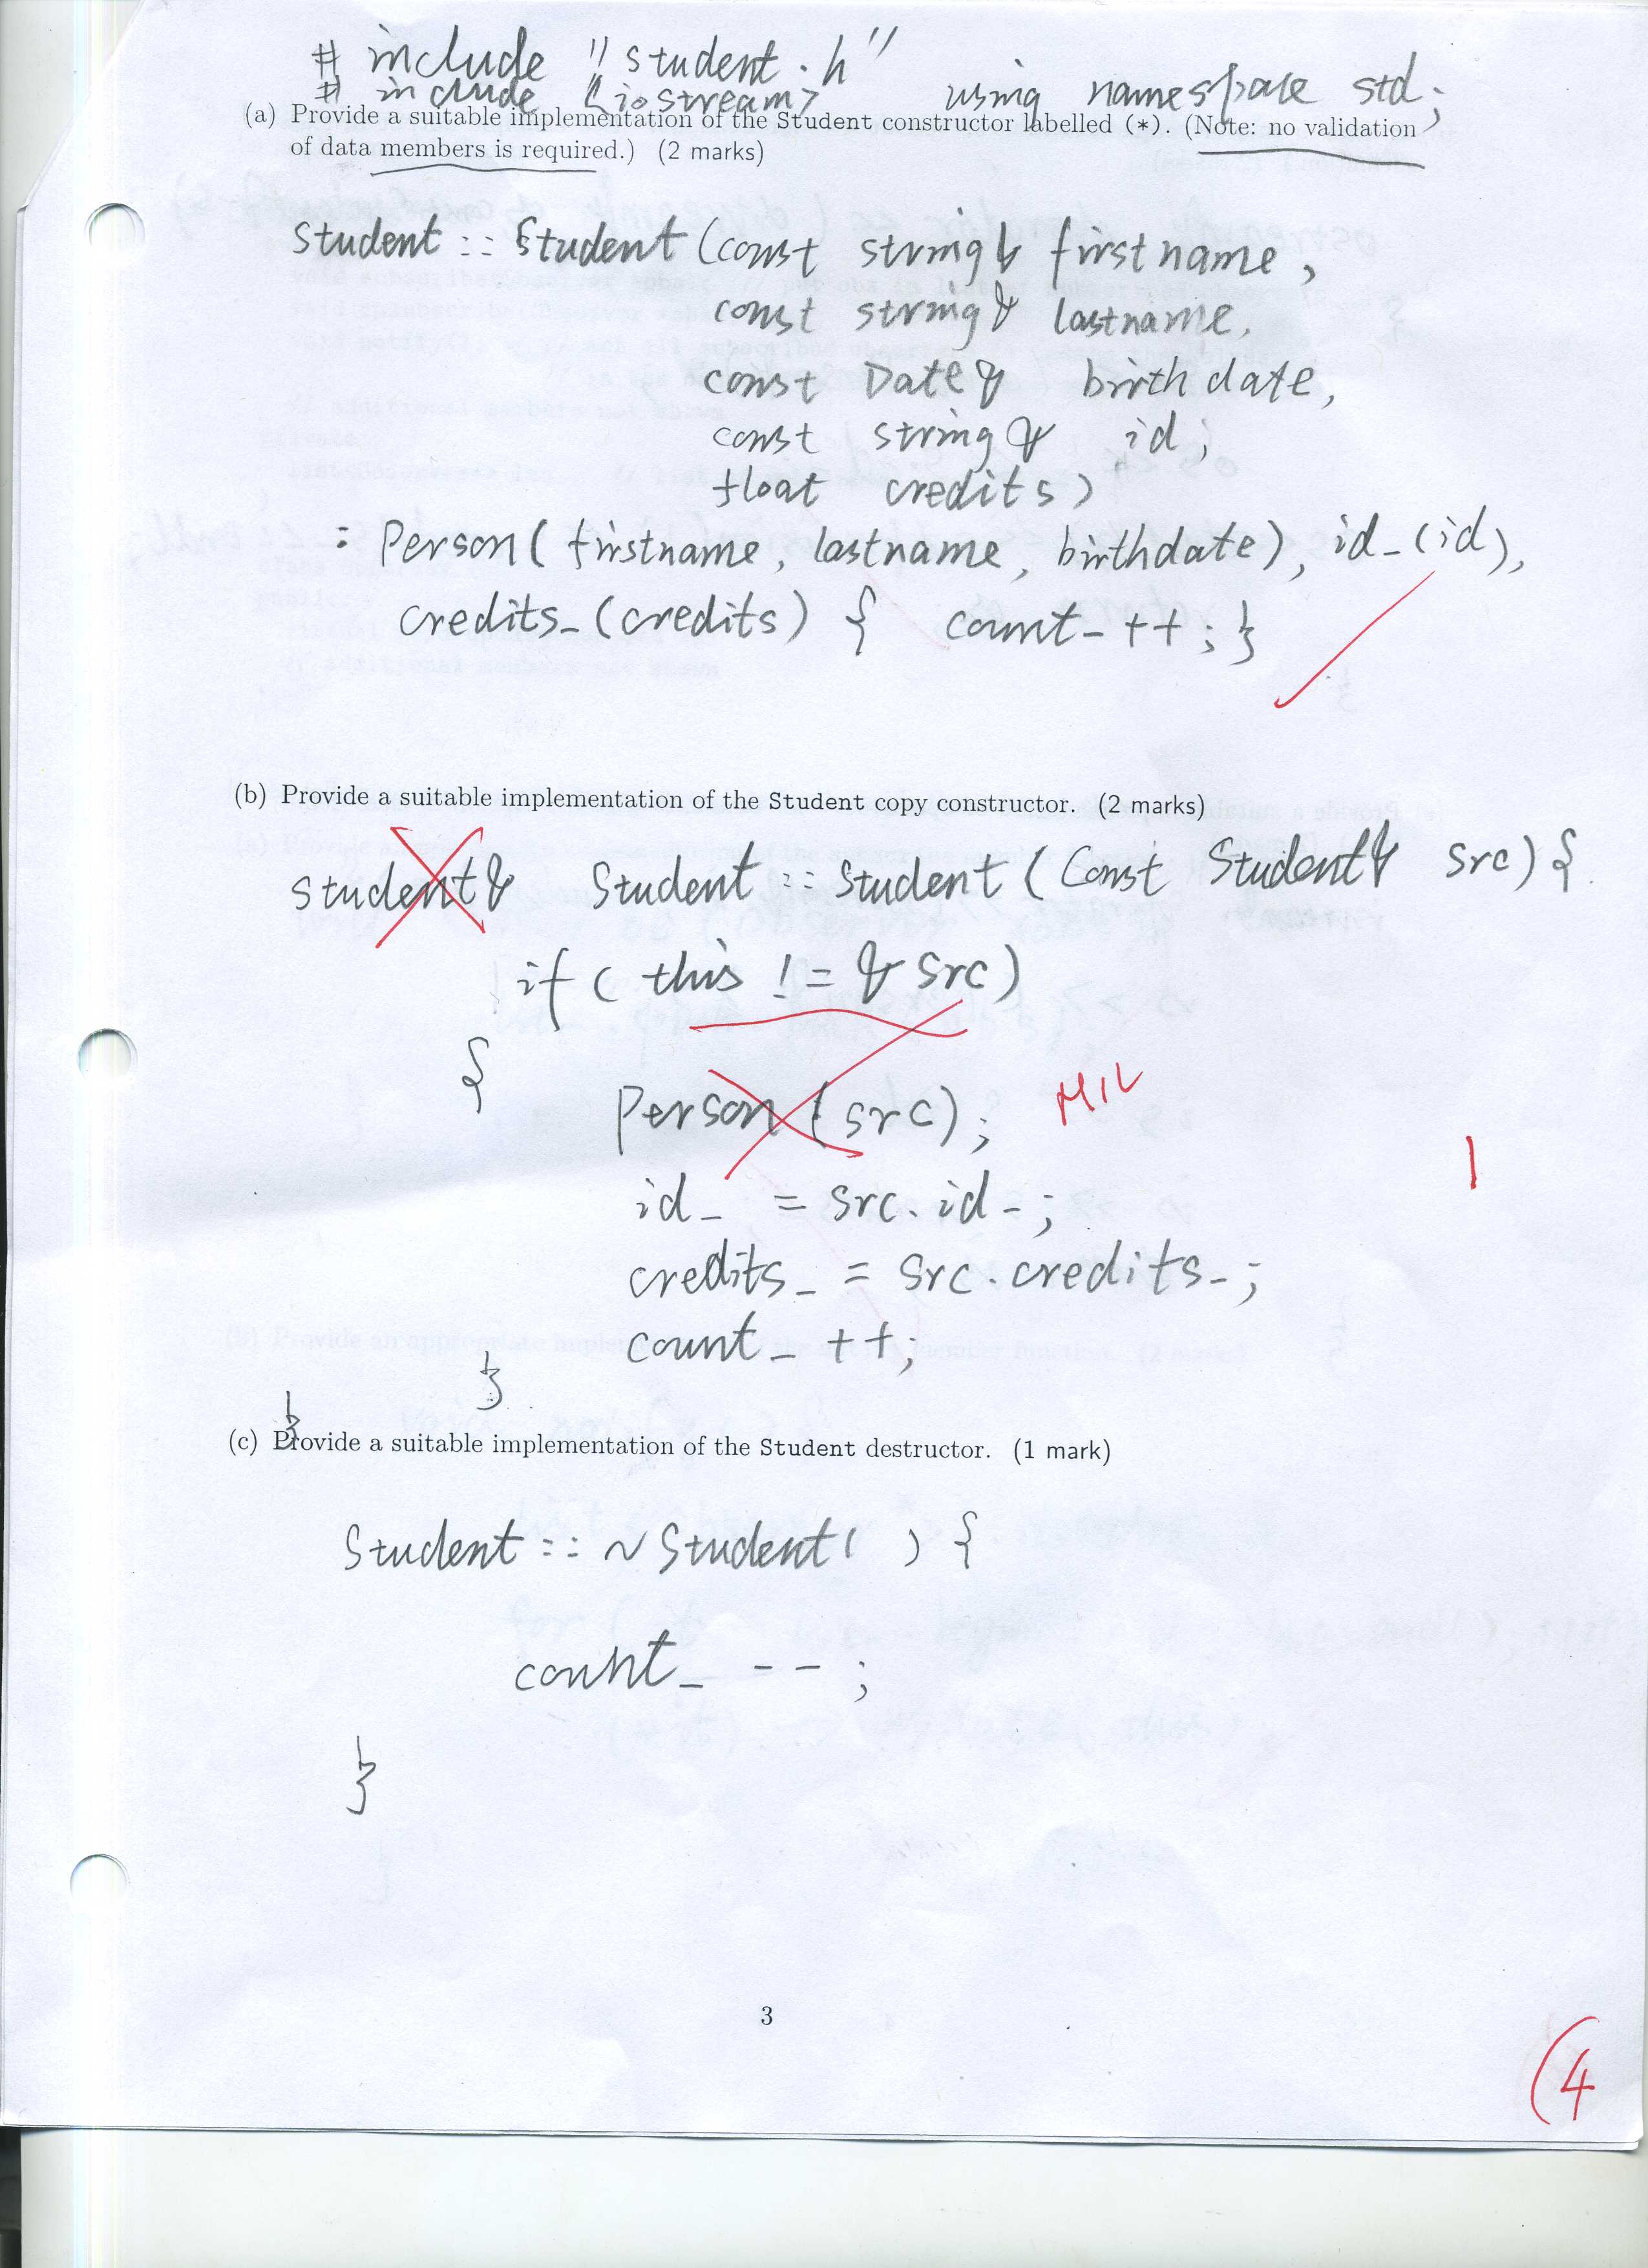 # include "student.h"
# include <iostream> using namespace std;
(a) Provide a suitable implementation of the Student constructor labelled (*). (Note: no validation
of data members is required.) (2 marks)
Student :: Student (const string& firstname,
const string& lastname,
const Date& birthdate,
const string& id,
float credits)
: Person( firstname, lastname, birthdate), id_(id),
credits_(credits) { count_++; }
(b) Provide a suitable implementation of the Student copy constructor. (2 marks)
student& Student :: Student (Const Student& src) {
if ( this != & src)
{
Person (src); MIL
1
id_ = src. id_;
credits_ = src.credits_;
count_ ++;
}
}
(c) Provide a suitable implementation of the Student destructor. (1 mark)
Student :: ~Student( ) {
count_ --;
}
3
(4